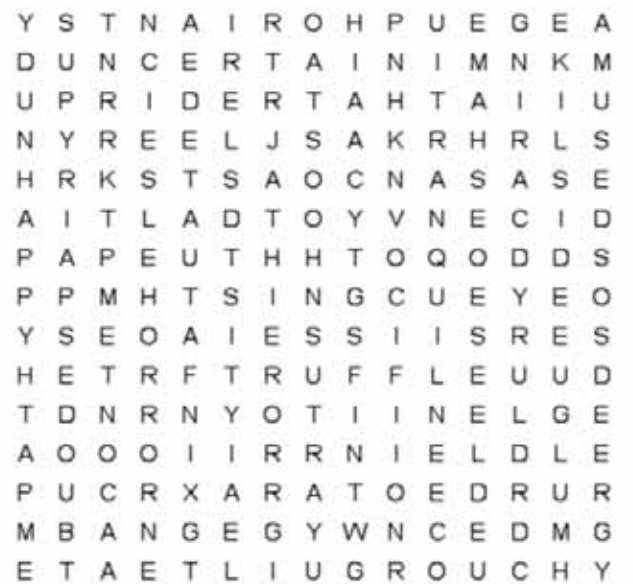 Y S T N A I R O H P U E G E A
D U N C E R T A I N I M N K M
U P R I D E R T A H T A I I U
N Y R E E L J S A K R H R L S
H R K S T S A O C N A S A S E
A I T L A D T O Y V N E C I D
P A P E U T H H T O Q O D D S
P P M H T S I N G C U E Y E O
Y S E O A I E S S I I S R E S
H E T R F T R U F F L E U U D
T D N R N Y O T I I N E L G E
A O O O I I R R N I E L D L E
P U C R X A R A T O E D R U R
M B A N G E G Y W N C E D M G
E T A E T L I U G R O U C H Y